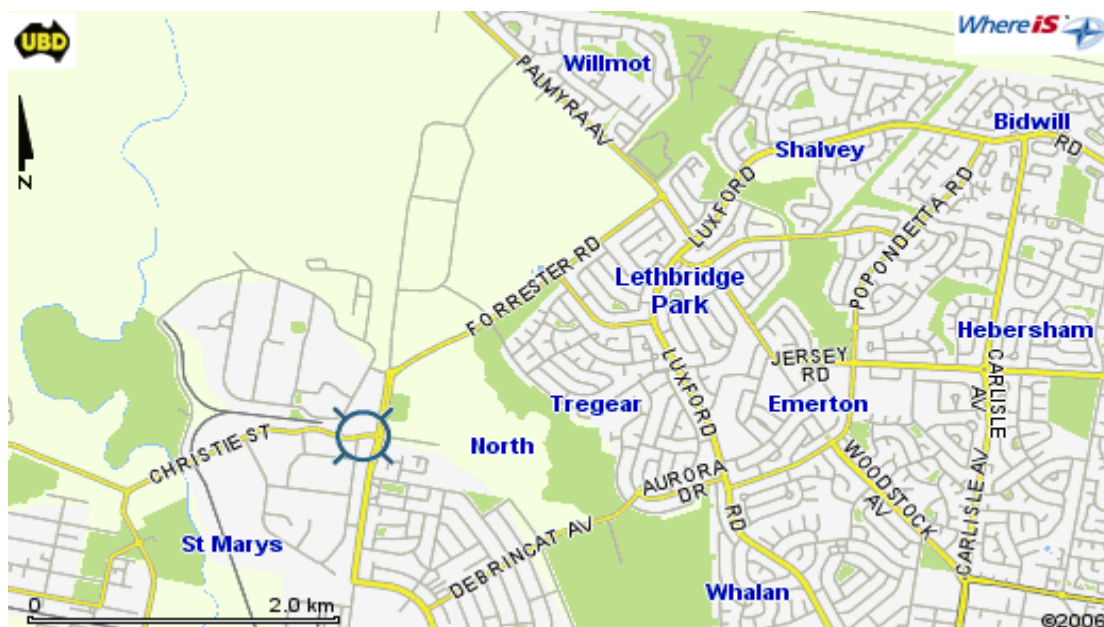 UBD
Where iS
Willmot
PALMYRA AV
Bidwill
RD
Shalvey
LUXFORD
POPONDETTA RD
FORRESTER RD
Lethbridge
Park
Hebersham
N
JERSEY
RD
CARLISLE
AV
LUXFORD
Tregear
Emerton
CHRISTIE ST
North
WOODSTOCK
AV
AURORA
DR
CARLISLE AV
RD
St Marys
DEBRINCAT AV
Whalan
0
2.0 km
©2006